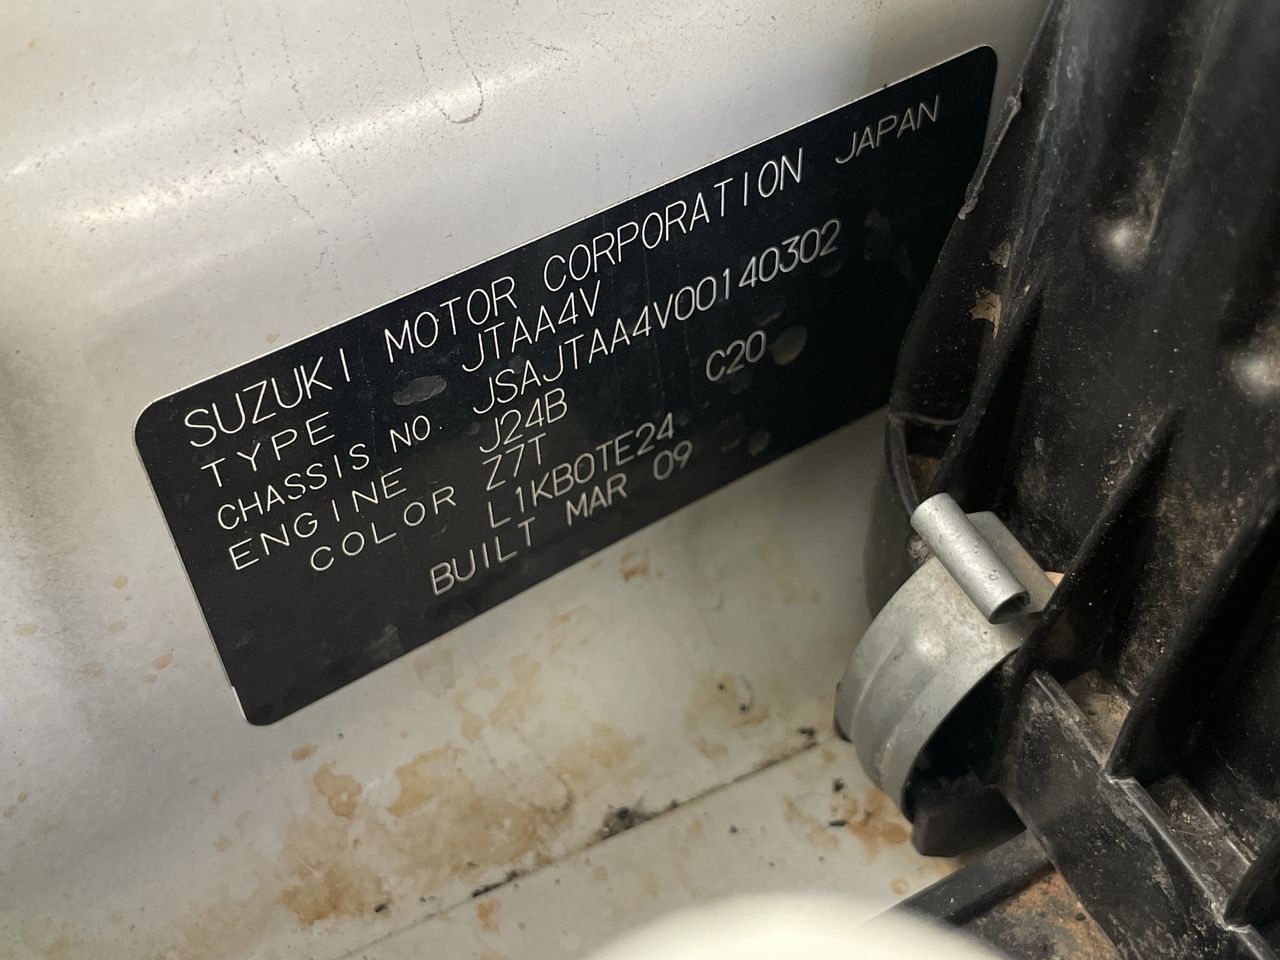 SUZUKI MOTOR CORPORATION JAPAN
TYPE JTAA4V
CHASSIS NO. JSAJTAA4V00140302
ENGINE J24B
COLOR Z7T C20
L1KB0TE24
BUILT MAR 09